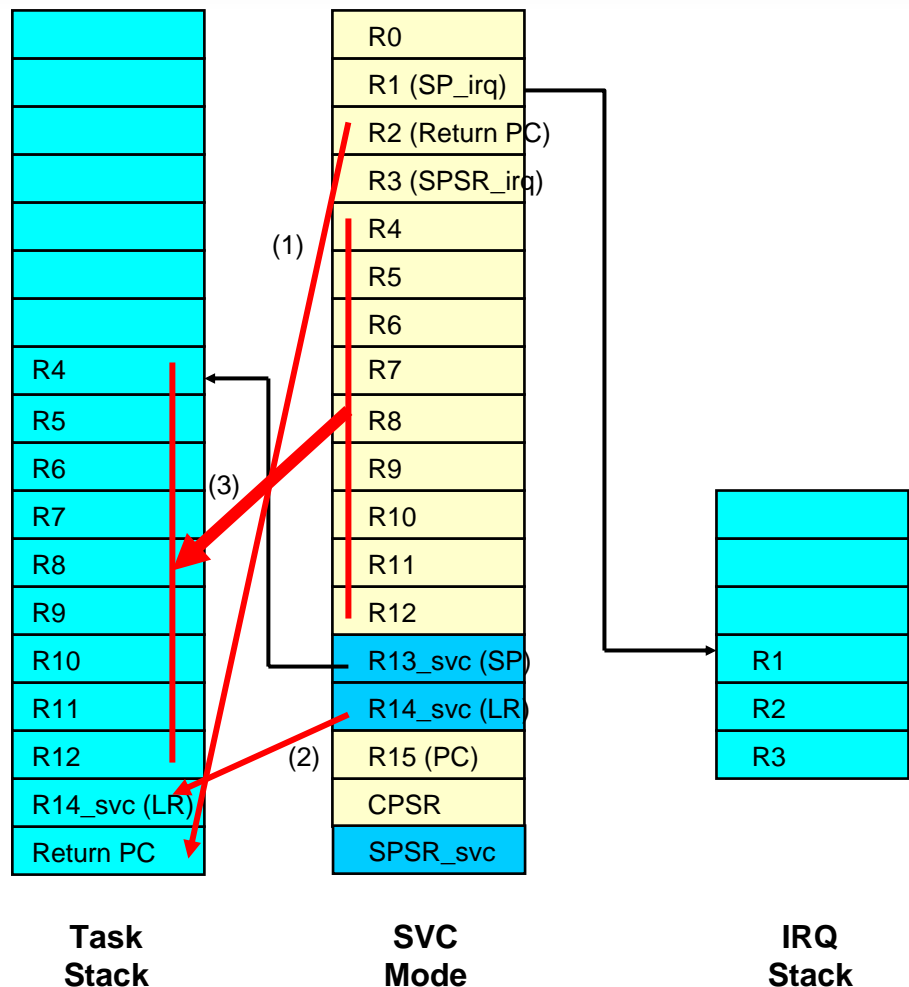 R0
R1 (SP_irq)
R2 (Return PC)
R3 (SPSR_irq)
R4
R5
R6
R7
R8
R9
R10
R11
R12
R13_svc (SP)
R14_svc (LR)
R15 (PC)
CPSR
SPSR_svc
(1)
(3)
(2)
R4
R5
R6
R7
R8
R9
R10
R11
R12
R14_svc (LR)
Return PC
R1
R2
R3
Task
Stack
SVC
Mode
IRQ
Stack